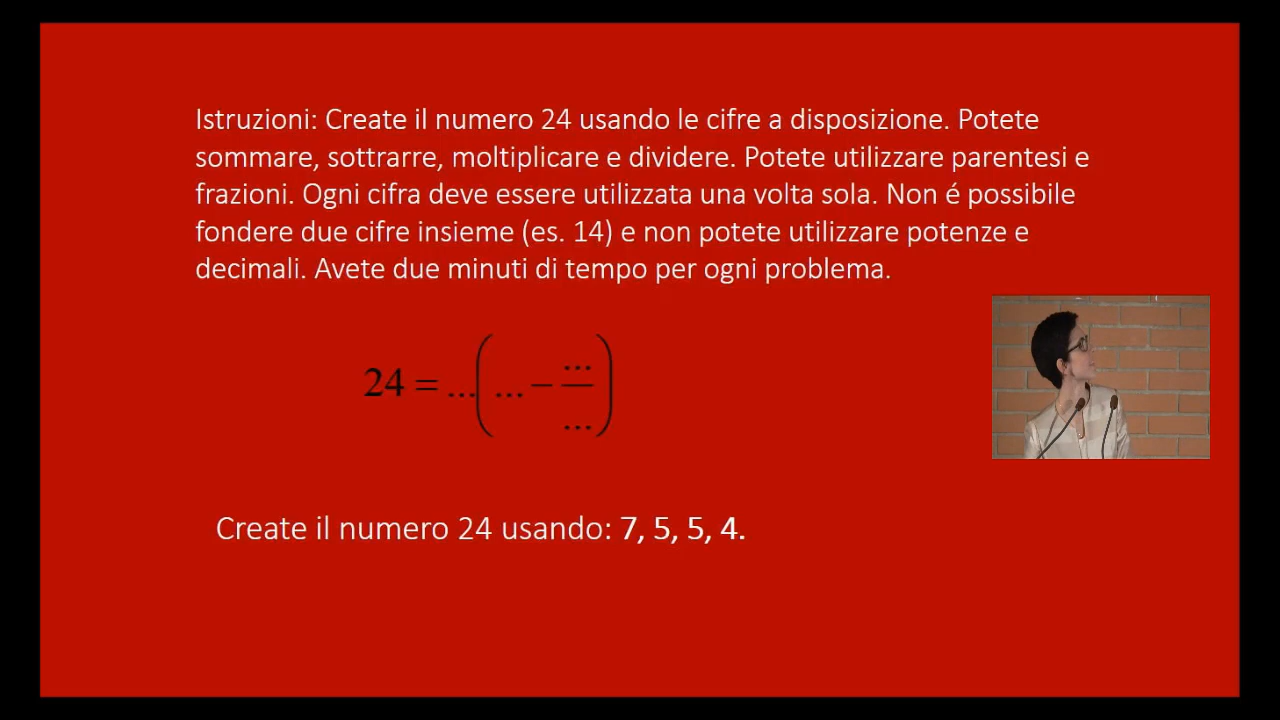 Istruzioni: Create il numero 24 usando le cifre a disposizione. Potete
sommare, sottrarre, moltiplicare e dividere. Potete utilizzare parentesi e
frazioni. Ogni cifra deve essere utilizzata una volta sola. Non é possibile
fondere due cifre insieme (es. 14) e non potete utilizzare potenze e
decimali. Avete due minuti di tempo per ogni problema.
24 = ...(... − .../...)
Create il numero 24 usando: 7, 5, 5, 4.